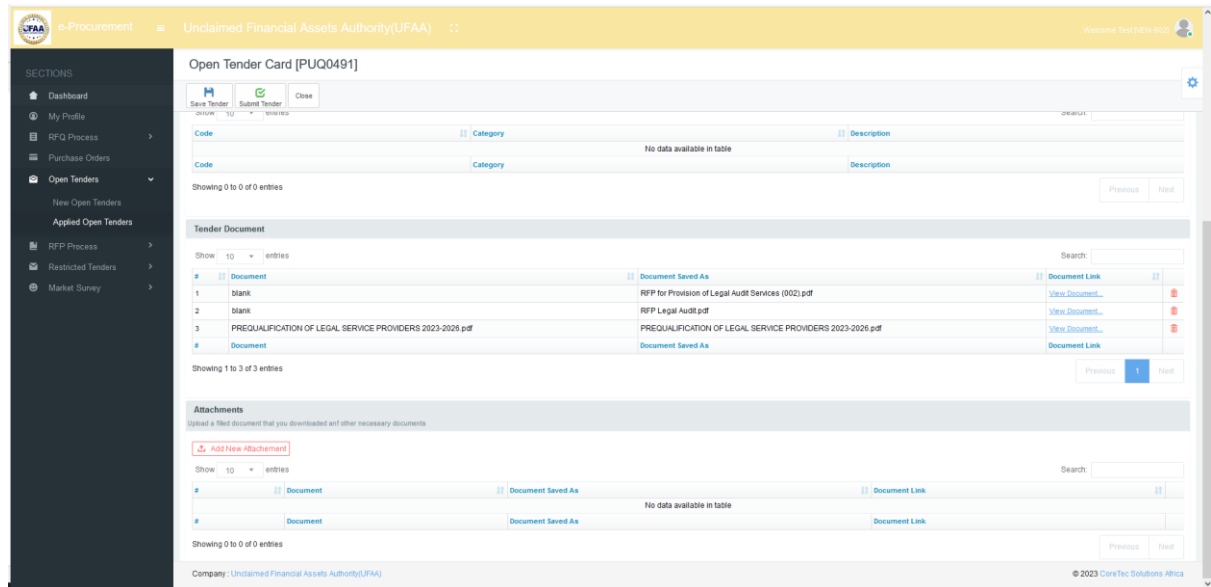 UFAA e-Procurement Unclaimed Financial Assets Authority(UFAA)
Open Tender Card [PUQ0491]
SECTIONS
Dashboard
My Profile
RFQ Process
Purchase Orders
Open Tenders
New Open Tenders
Applied Open Tenders
RFP Process
Restricted Tenders
Market Survey
Save Tender Submit Tender Close
Show 10 entries Search:
Code Category Description
No data available in table
Code Category Description
Showing 0 to 0 of 0 entries Previous Next
Tender Document
Show 10 entries Search:
# Document Document Saved As Document Link
1 blank RFP for Provision of Legal Audit Services (002).pdf View Document...
2 blank RFP Legal Audit.pdf View Document...
3 PREQUALIFICATION OF LEGAL SERVICE PROVIDERS 2023-2026.pdf PREQUALIFICATION OF LEGAL SERVICE PROVIDERS 2023-2026.pdf View Document...
# Document Document Saved As Document Link
Showing 1 to 3 of 3 entries Previous 1 Next
Attachments
Upload a filled document that you downloaded anf other necessary documents
Add New Attachement
Show 10 entries Search:
# Document Document Saved As Document Link
No data available in table
# Document Document Saved As Document Link
Showing 0 to 0 of 0 entries Previous Next
Company : Unclaimed Financial Assets Authority(UFAA) © 2023 CoreTec Solutions Africa